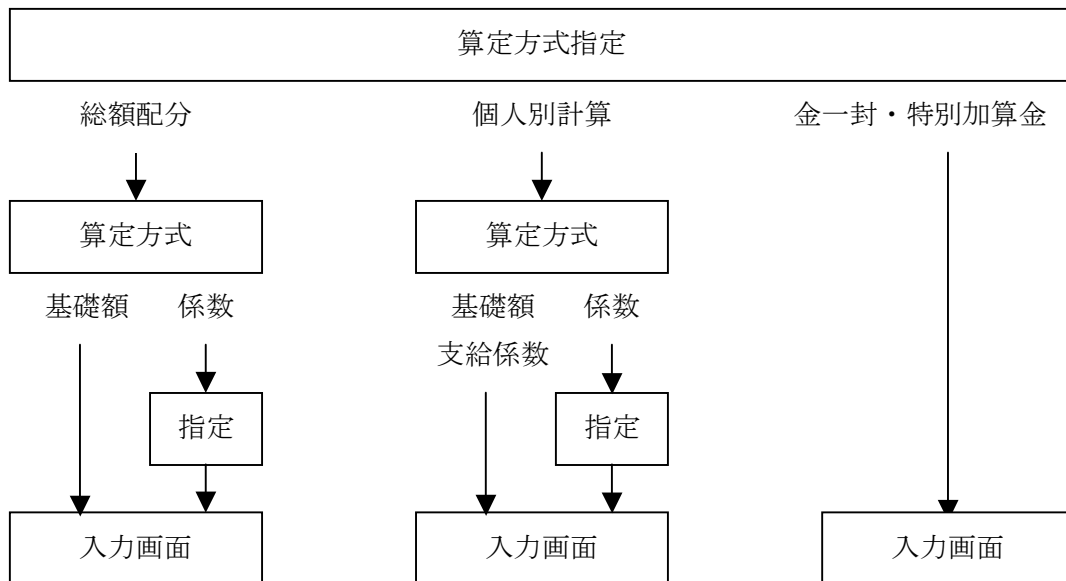 算定方式指定
総額配分
個人別計算
金一封・特別加算金
算定方式
算定方式
基礎額
係数
基礎額
係数
支給係数
指定
指定
入力画面
入力画面
入力画面